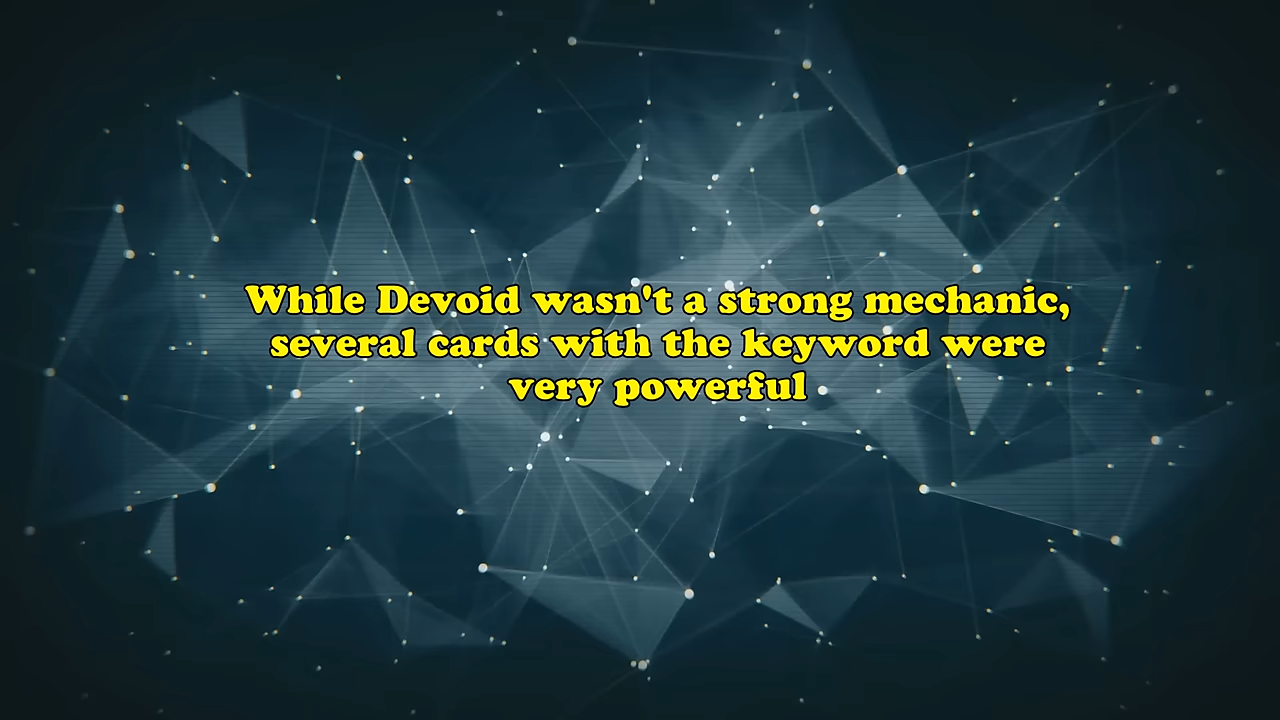 While Devoid wasn't a strong mechanic,
several cards with the keyword were
very powerful